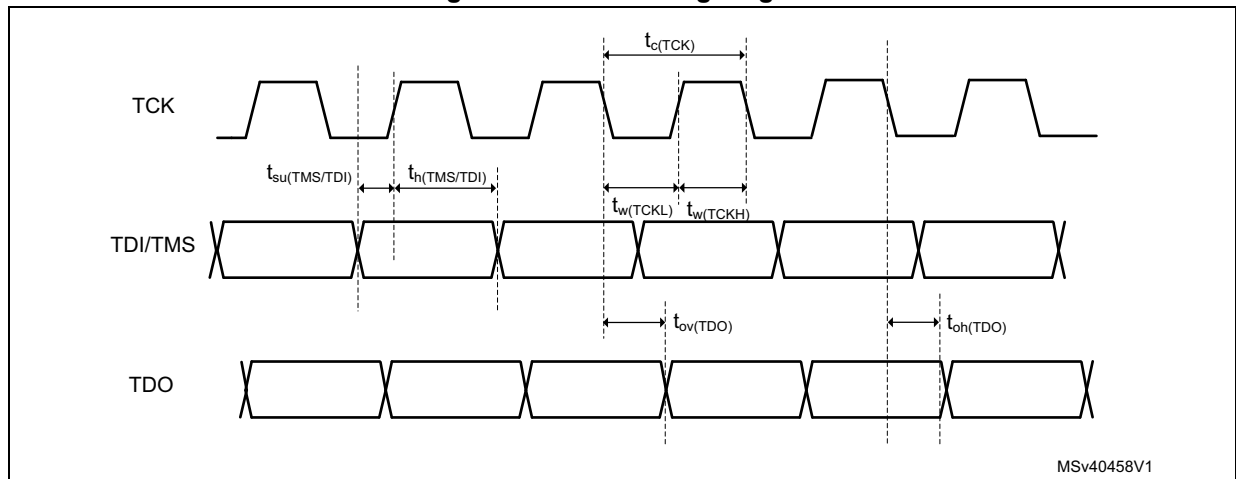 tc(TCK)
TCK
tsu(TMS/TDI)
th(TMS/TDI)
tw(TCKL)
tw(TCKH)
TDI/TMS
tov(TDO)
toh(TDO)
TDO
MSv40458V1